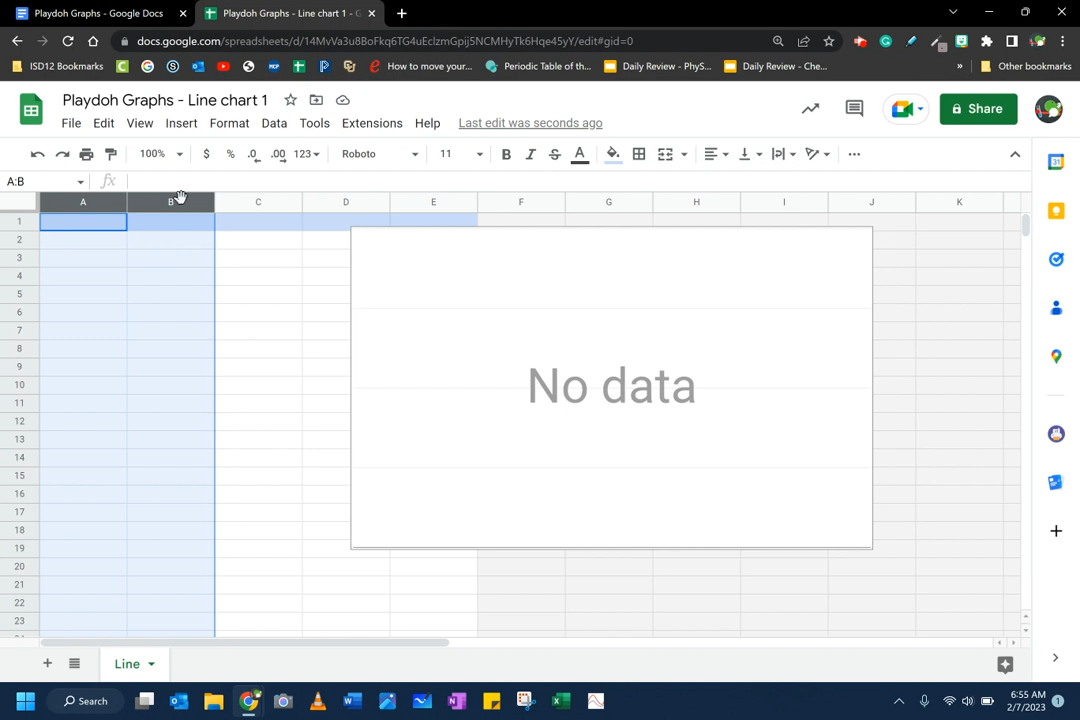 Playdoh Graphs - Google Docs
Playdoh Graphs - Line chart 1 - G
docs.google.com/spreadsheets/d/14MvVa3u8BoFkq6TG4uEclzmGpij5NCMHyTk6Hqe45yY/edit#gid=0
ISD12 Bookmarks
How to move your...
Periodic Table of th...
Daily Review - PhyS...
Daily Review - Che...
»
Other bookmarks
Playdoh Graphs - Line chart 1
Share
File Edit View Insert Format Data Tools Extensions Help
Last edit was seconds ago
100% $ % .0 .00 123 Roboto 11 B I S A
A:B fx
A B C D E F G H J I K
1
2
3
4
5
6
7
8
9
10
11
12
13
14
15
16
17
18
19
20
21
22
23
No data
Line
Search
6:55 AM
2/7/2023
1